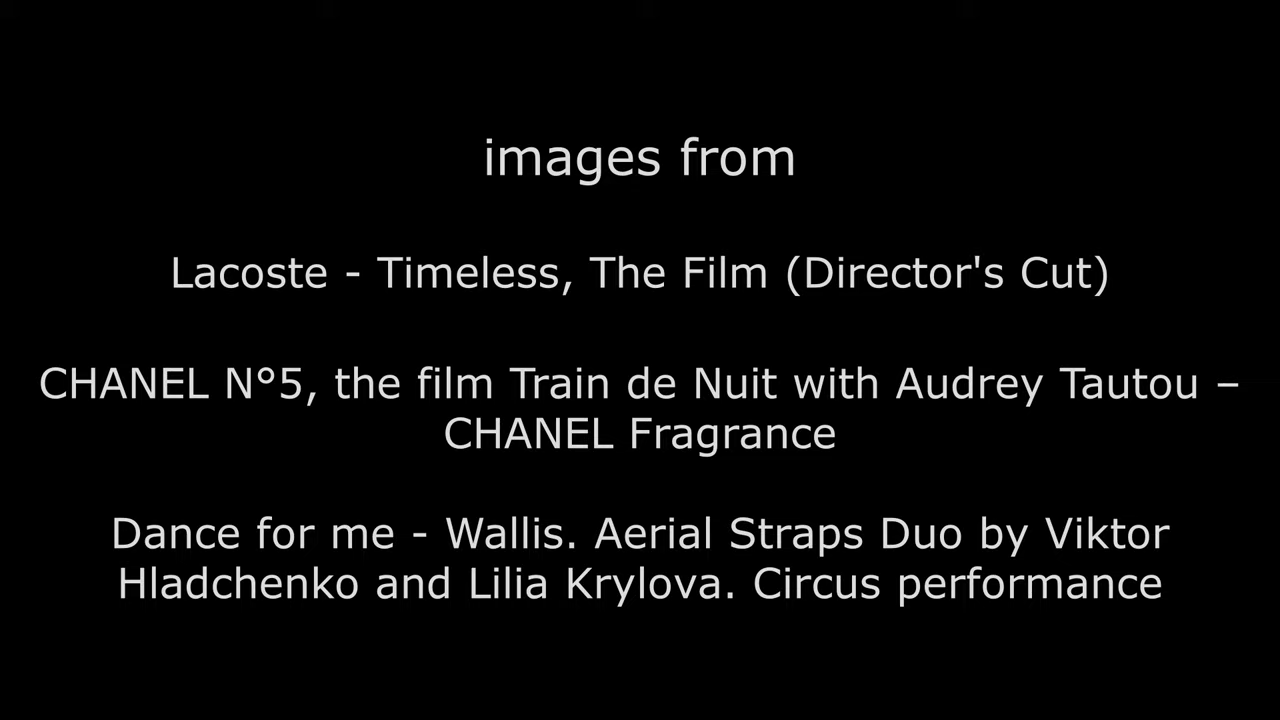 images from
Lacoste - Timeless, The Film (Director's Cut)
CHANEL N°5, the film Train de Nuit with Audrey Tautou –
CHANEL Fragrance
Dance for me - Wallis. Aerial Straps Duo by Viktor
Hladchenko and Lilia Krylova. Circus performance